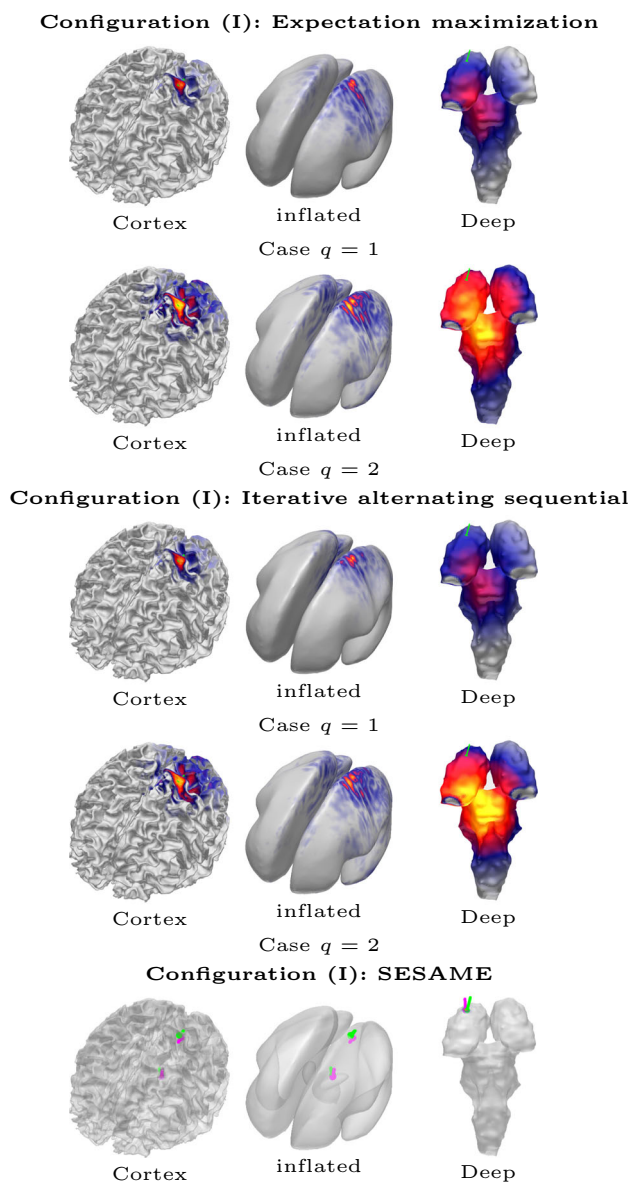 Configuration (I): Expectation maximization
Cortex inflated Deep
Case q = 1
Cortex inflated Deep
Case q = 2
Configuration (I): Iterative alternating sequential
Cortex inflated Deep
Case q = 1
Cortex inflated Deep
Case q = 2
Configuration (I): SESAME
Cortex inflated Deep